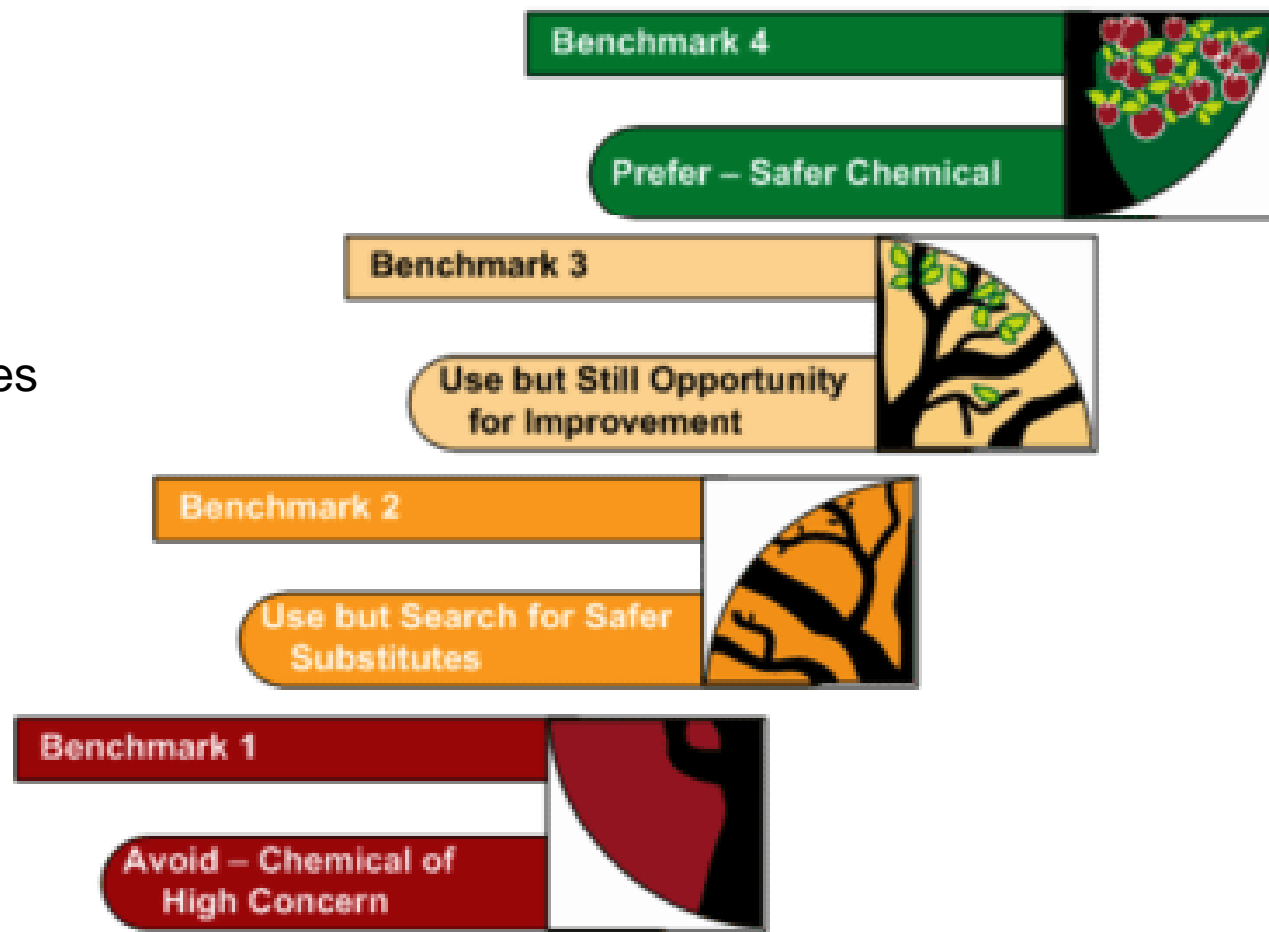 Benchmark 4
Prefer – Safer Chemical
Benchmark 3
es
Use but Still Opportunity
for Improvement
Benchmark 2
Use but Search for Safer
Substitutes
Benchmark 1
Avoid – Chemical of
High Concern